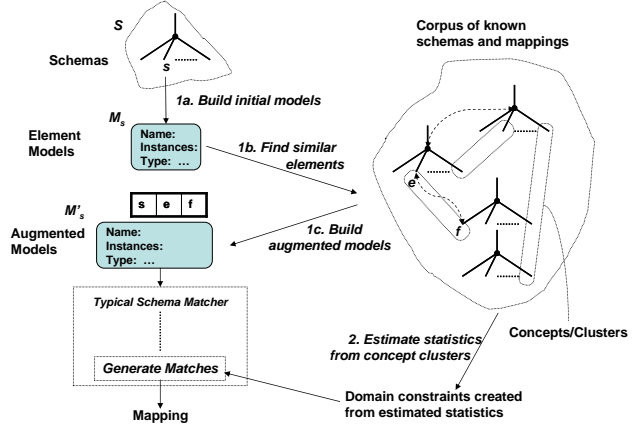 S
Schemas
s
1a. Build initial models
Ms
Element
Models
Name:
Instances:
Type: ...
1b. Find similar
elements
s e f
M's
Augmented
Models
Name:
Instances:
Type: ...
1c. Build
augmented models
Typical Schema Matcher
Generate Matches
Mapping
Corpus of known
schemas and mappings
e
f
Concepts/Clusters
2. Estimate statistics
from concept clusters
Domain constraints created
from estimated statistics